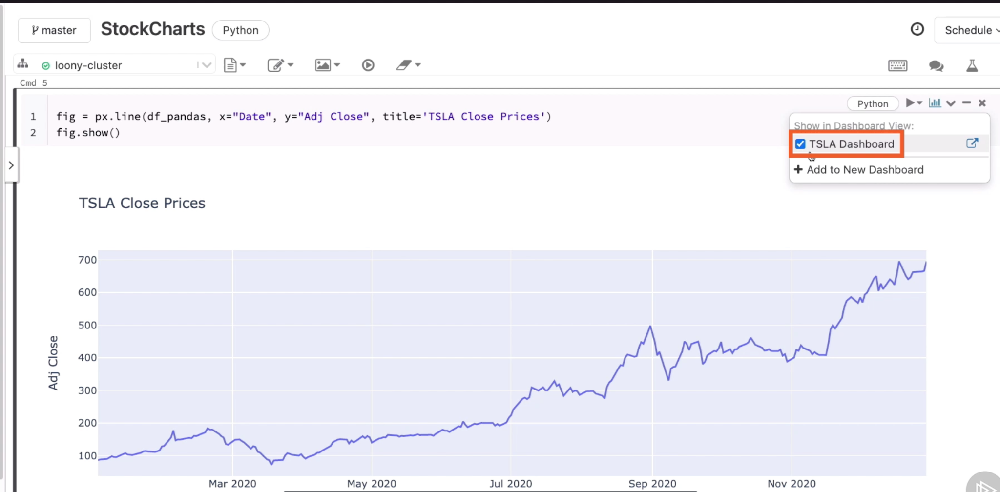 master StockCharts Python Schedule
loony-cluster
Cmd 5
Python
1 fig = px.line(df_pandas, x="Date", y="Adj Close", title='TSLA Close Prices')
2 fig.show()
Show in Dashboard View:
TSLA Dashboard
Add to New Dashboard
TSLA Close Prices
700
600
500
400
300
200
100
Adj Close
Mar 2020 May 2020 Jul 2020 Sep 2020 Nov 2020